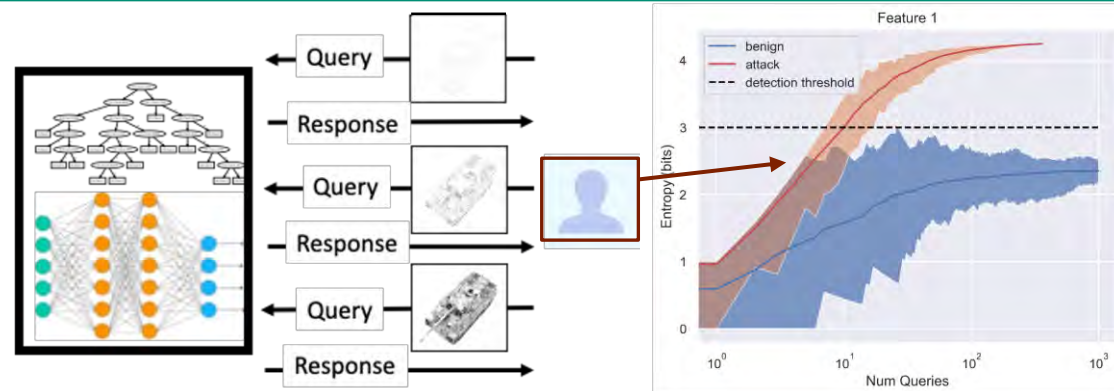 Query
Response
Query
Response
Query
Response
Feature 1
benign
attack
detection threshold
Entropy (bits)
4
3
2
1
0
10⁰
10¹
10²
10³
Num Queries